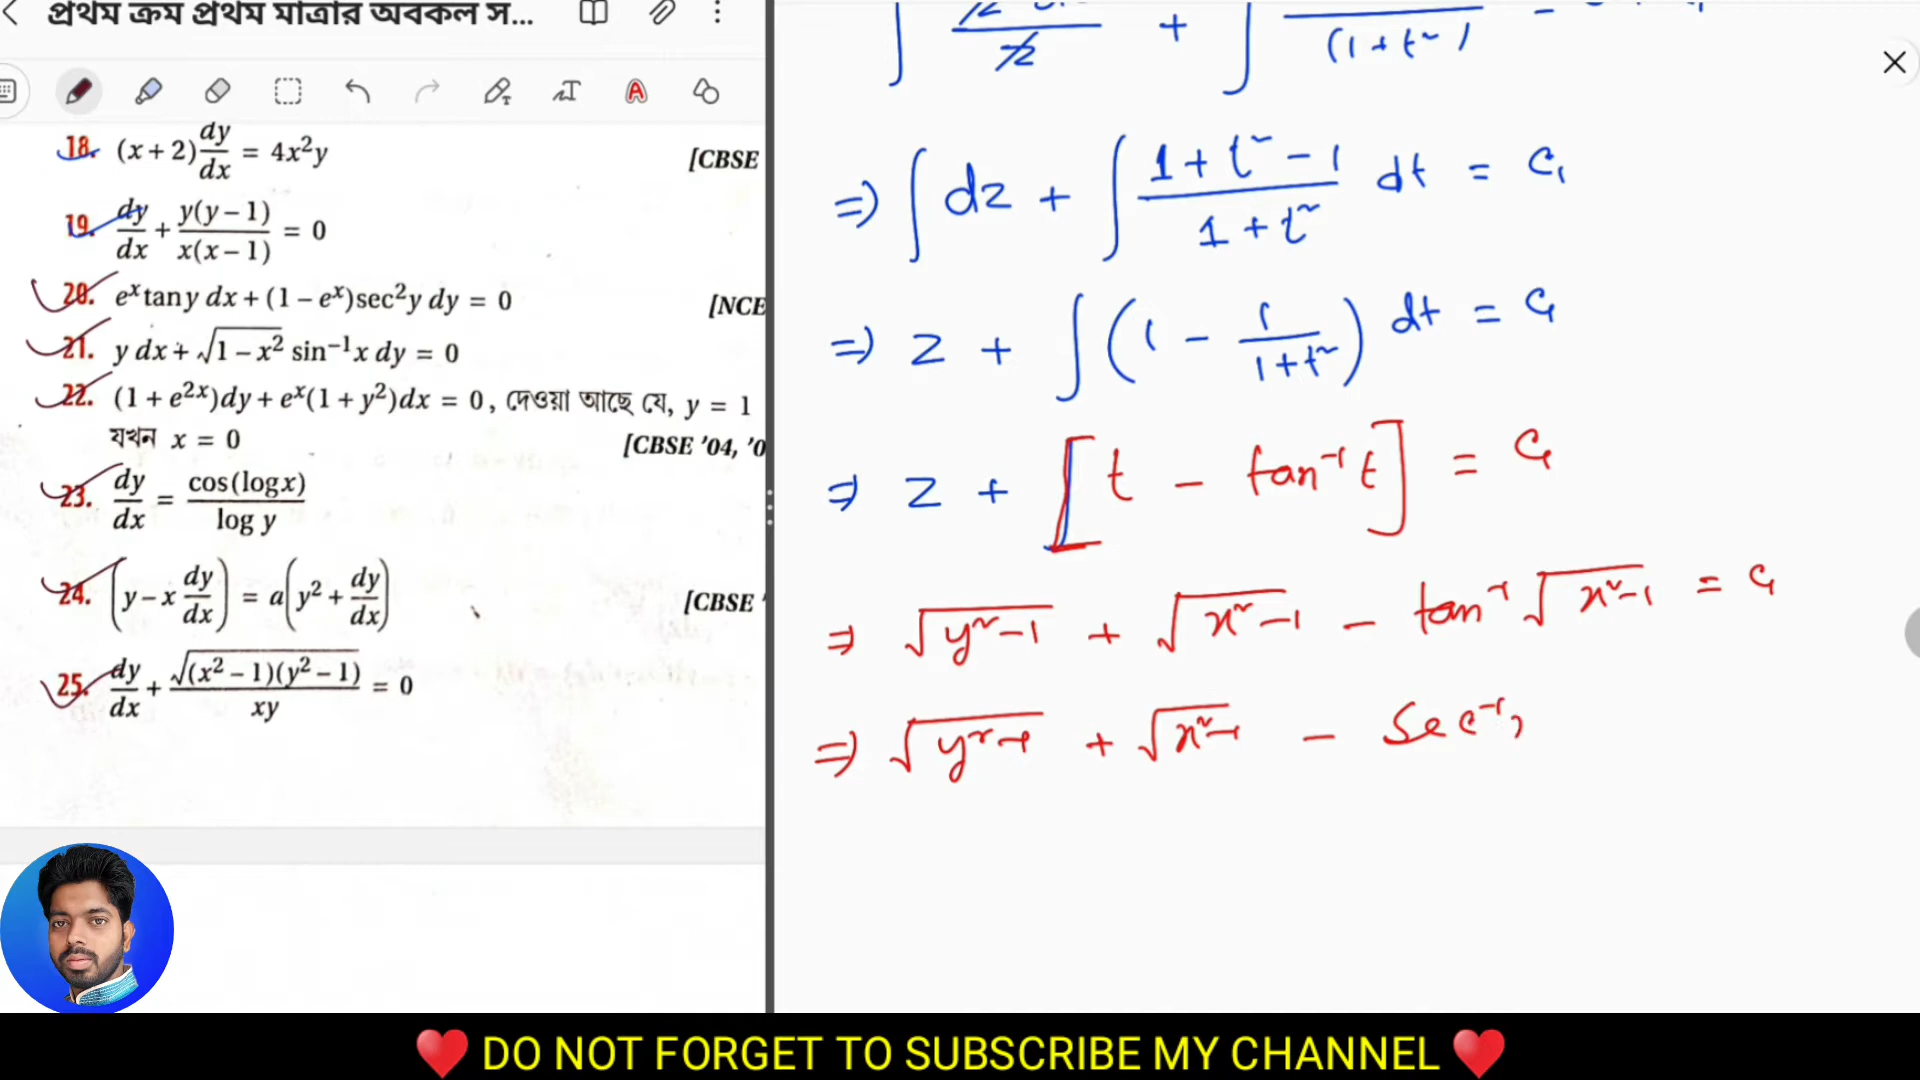 প্রথম ক্রম প্রথম মাত্রার অবকল স...
18. (x + 2) dy/dx = 4x²y [CBSE
19. dy/dx + y(y – 1)/x(x – 1) = 0
20. eˣ tan y dx + (1 – eˣ) sec² y dy = 0 [NCE
21. y dx + √(1 – x²) sin⁻¹ x dy = 0
22. (1 + e²ˣ)dy + eˣ(1 + y²)dx = 0, দেওয়া আছে যে, y = 1
যখন x = 0 [CBSE '04, '0
23. dy/dx = cos(log x)/log y
24. (y – x dy/dx) = a(y² + dy/dx) [CBSE '
25. dy/dx + √((x² – 1)(y² – 1))/xy = 0
(1 + t²)
⇒ ∫ dz + ∫ (1 + t² – 1)/(1 + t²) dt = c₁
⇒ z + ∫ (1 – 1/(1 + t²)) dt = c₁
⇒ z + [t – tan⁻¹ t] = c₁
⇒ √(y² – 1) + √(x² – 1) – tan⁻¹ √(x² – 1) = c₁
⇒ √(y² – 1) + √(x² – 1) – Sec⁻¹
DO NOT FORGET TO SUBSCRIBE MY CHANNEL